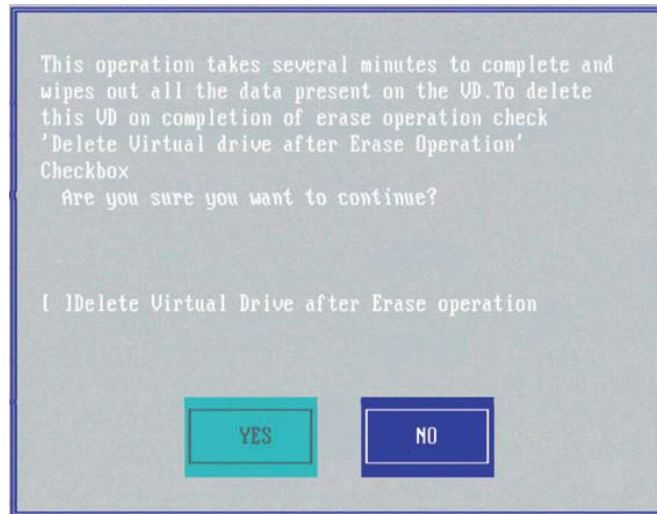 This operation takes several minutes to complete and
wipes out all the data present on the VD.To delete
this VD on completion of erase operation check
'Delete Virtual drive after Erase Operation'
Checkbox
Are you sure you want to continue?
[ ]Delete Virtual Drive after Erase operation
YES NO